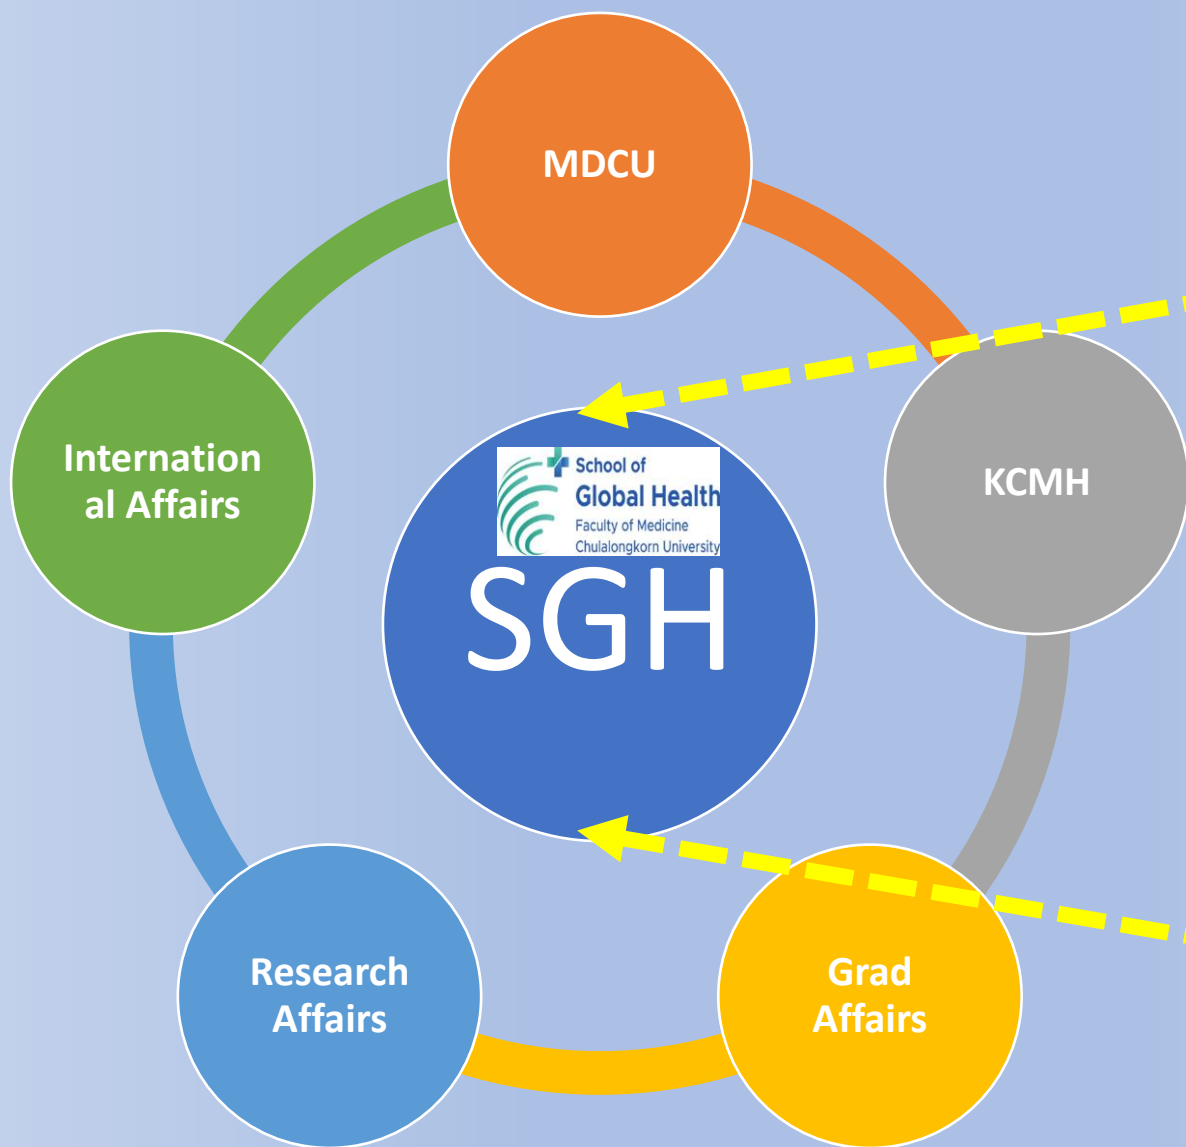 MDCU
Internation
al Affairs
KCMH
School of
Global Health
Faculty of Medicine
Chulalongkorn University
SGH
Research
Affairs
Grad
Affairs